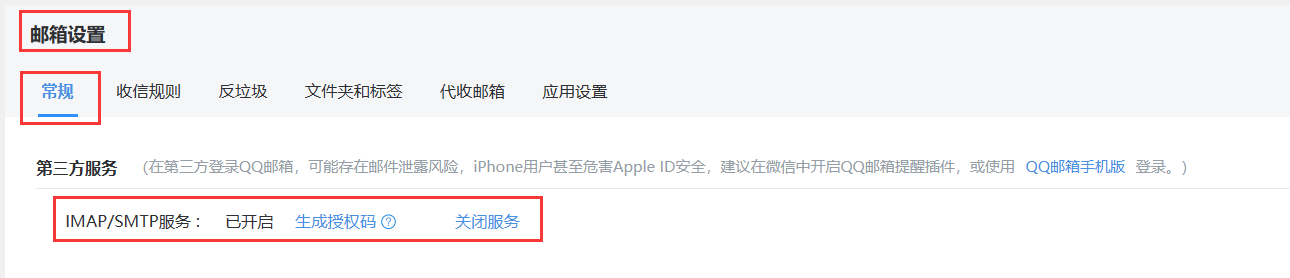 邮箱设置
常规 收信规则 反垃圾 文件夹和标签 代收邮箱 应用设置
第三方服务 （在第三方登录QQ邮箱，可能存在邮件泄露风险，iPhone用户甚至危害Apple ID安全，建议在微信中开启QQ邮箱提醒插件，或使用 QQ邮箱手机版 登录。）
IMAP/SMTP服务： 已开启 生成授权码 ? 关闭服务